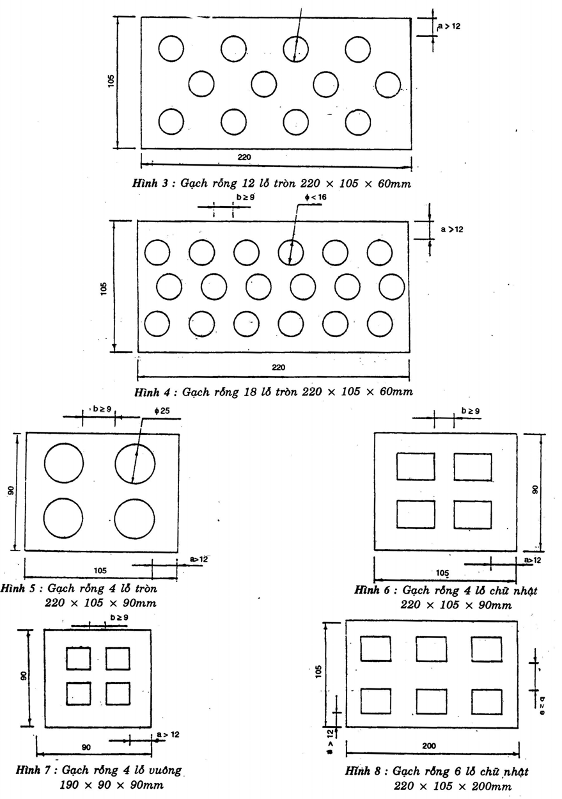 a > 12
105
220
Hình 3 : Gạch rỗng 12 lỗ tròn 220 × 105 × 60mm
b ≥ 9
ϕ < 16
a >12
105
220
Hình 4 : Gạch rỗng 18 lỗ tròn 220 × 105 × 60mm
b ≥ 9
ϕ 25
90
105
a>12
Hình 5 : Gạch rỗng 4 lỗ tròn
220 × 105 × 90mm
b ≥ 9
90
105
a>12
Hình 6 : Gạch rỗng 4 lỗ chữ nhật
220 × 105 × 90mm
b ≥ 9
90
90
a > 12
Hình 7 : Gạch rỗng 4 lỗ vuông
190 × 90 × 90mm
105
a > 12
200
Hình 8 : Gạch rỗng 6 lỗ chữ nhật
220 × 105 × 200mm